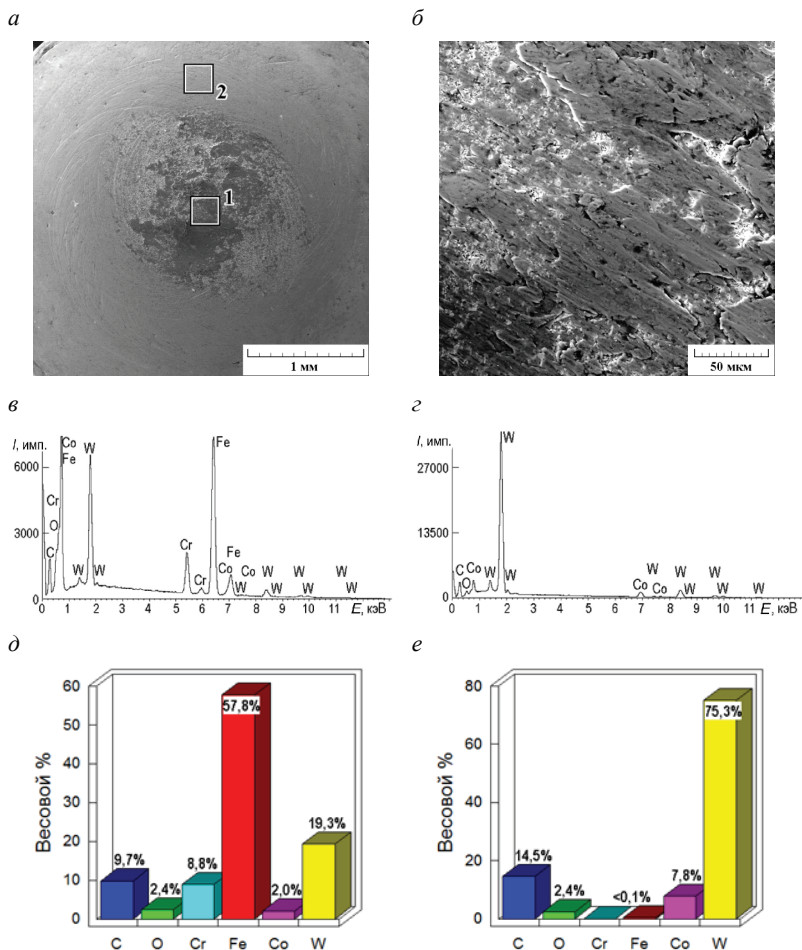 а
б
2
1
1 мм
50 мкм
в
г
I, имп.
6000
3000
0
Co
Fe
W
Cr
O
C
W
W
Cr
Cr
Fe
Fe
Co
Co
W
W
W
W
W
W
W
1
2
3
4
5
6
7
8
9
10
11
E, кэВ
I, имп.
27000
13500
0
W
C
O
Co
W
W
Co
W
Co
W
W
W
W
W
0
1
2
3
4
5
6
7
8
9
10
11
E, кэВ
д
е
Весовой %
60
50
40
30
20
10
0
9,7%
2,4%
8,8%
57,8%
2,0%
19,3%
C O Cr Fe Co W
Весовой %
80
60
40
20
0
14,5%
2,4%
<0,1%
7,8%
75,3%
C O Cr Fe Co W